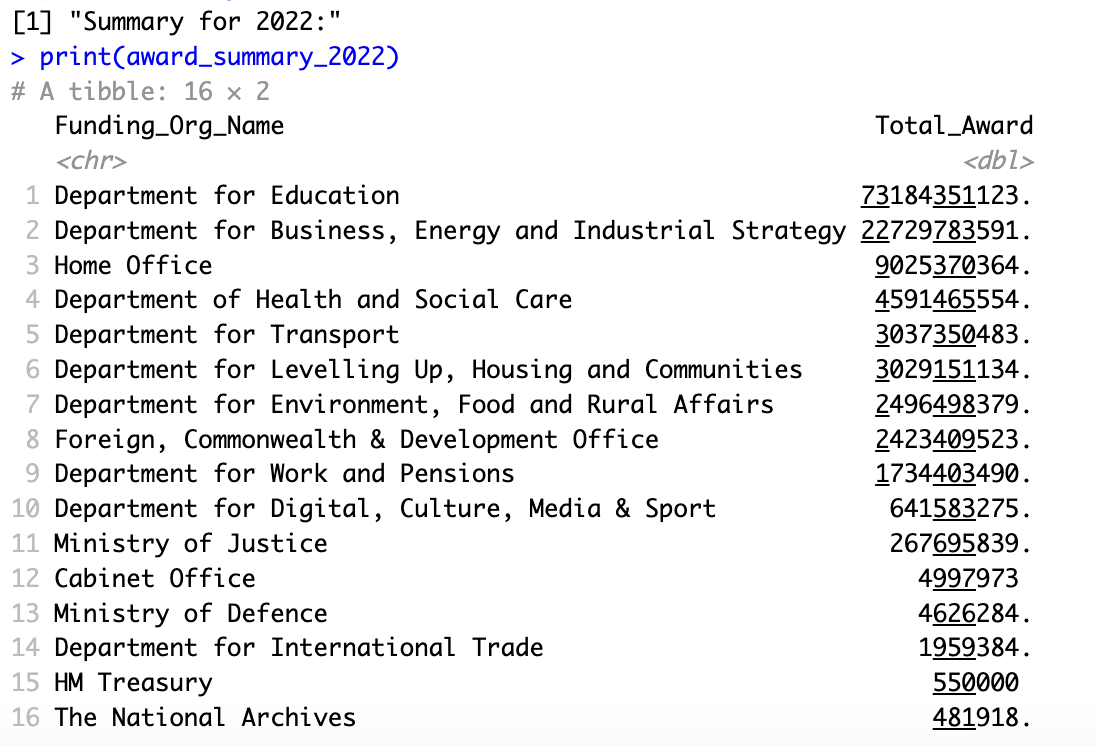 [1] "Summary for 2022:"
> print(award_summary_2022)
# A tibble: 16 × 2
Funding_Org_Name Total_Award
<chr> <dbl>
1 Department for Education 73184351123.
2 Department for Business, Energy and Industrial Strategy 22729783591.
3 Home Office 9025370364.
4 Department of Health and Social Care 4591465554.
5 Department for Transport 3037350483.
6 Department for Levelling Up, Housing and Communities 3029151134.
7 Department for Environment, Food and Rural Affairs 2496498379.
8 Foreign, Commonwealth & Development Office 2423409523.
9 Department for Work and Pensions 1734403490.
10 Department for Digital, Culture, Media & Sport 641583275.
11 Ministry of Justice 267695839.
12 Cabinet Office 4997973
13 Ministry of Defence 4626284.
14 Department for International Trade 1959384.
15 HM Treasury 550000
16 The National Archives 481918.